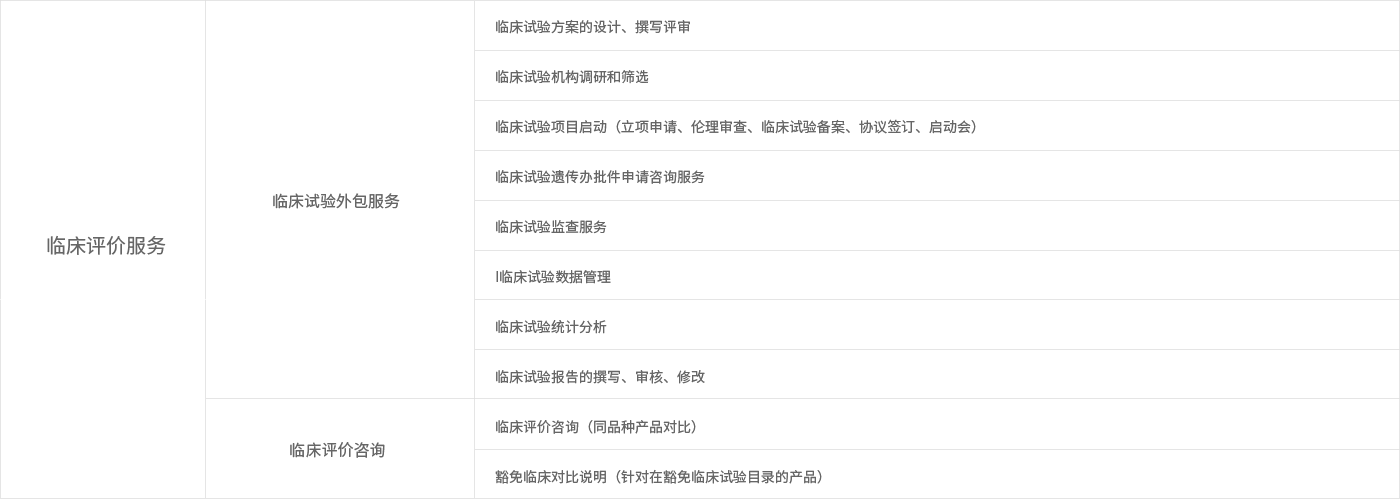 临床评价服务
临床试验外包服务
临床试验方案的设计、撰写评审
临床试验机构调研和筛选
临床试验项目启动（立项申请、伦理审查、临床试验备案、协议签订、启动会）
临床试验遗传办批件申请咨询服务
临床试验监查服务
l临床试验数据管理
临床试验统计分析
临床试验报告的撰写、审核、修改
临床评价咨询
临床评价咨询（同品种产品对比）
豁免临床对比说明（针对在豁免临床试验目录的产品）